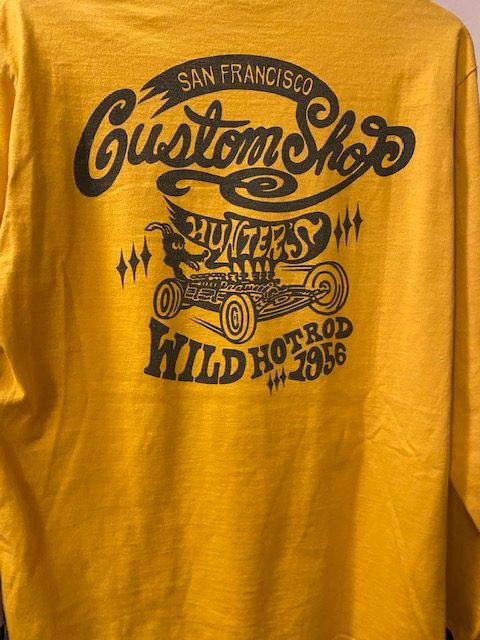 SAN FRANCISCO
Custom Shop
HUNTER'S
WILD HOTROD
1956